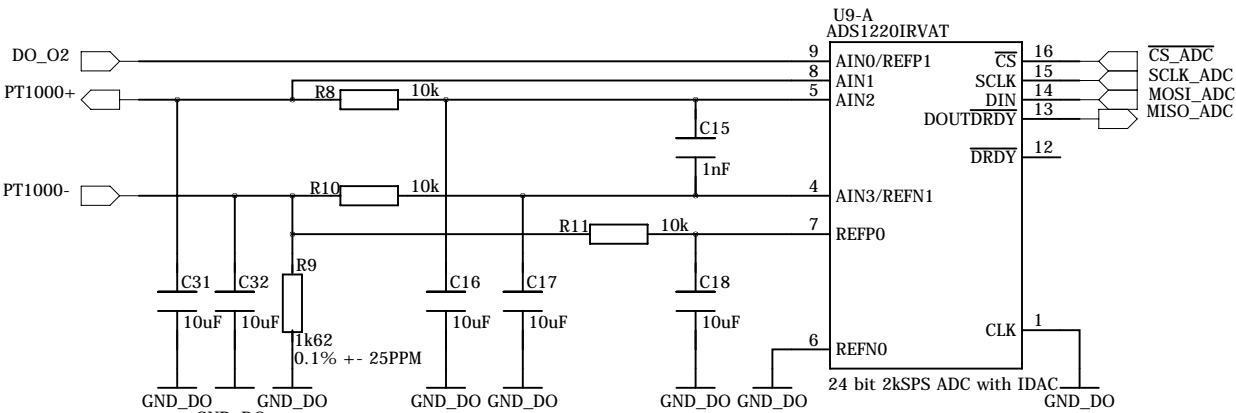 U9-A
ADS1220IRVAT
DO_O2
9
AIN0/REFP1
CS
16
CS_ADC
8
AIN1
SCLK
15
SCLK_ADC
PT1000+
R8
10k
5
AIN2
DIN
14
MOSI_ADC
DOUTDRDY
13
MISO_ADC
C15
1nF
DRDY
12
PT1000-
R10
10k
4
AIN3/REFN1
R11
10k
7
REFP0
R9
1k62
0.1% +- 25PPM
C31
10uF
C32
10uF
C16
10uF
C17
10uF
C18
10uF
6
REFN0
CLK
1
24 bit 2kSPS ADC with IDAC
GND_DO
GND_DO
GND_DO
GND_DO
GND_DO
GND_DO
GND_DO
GND_DO